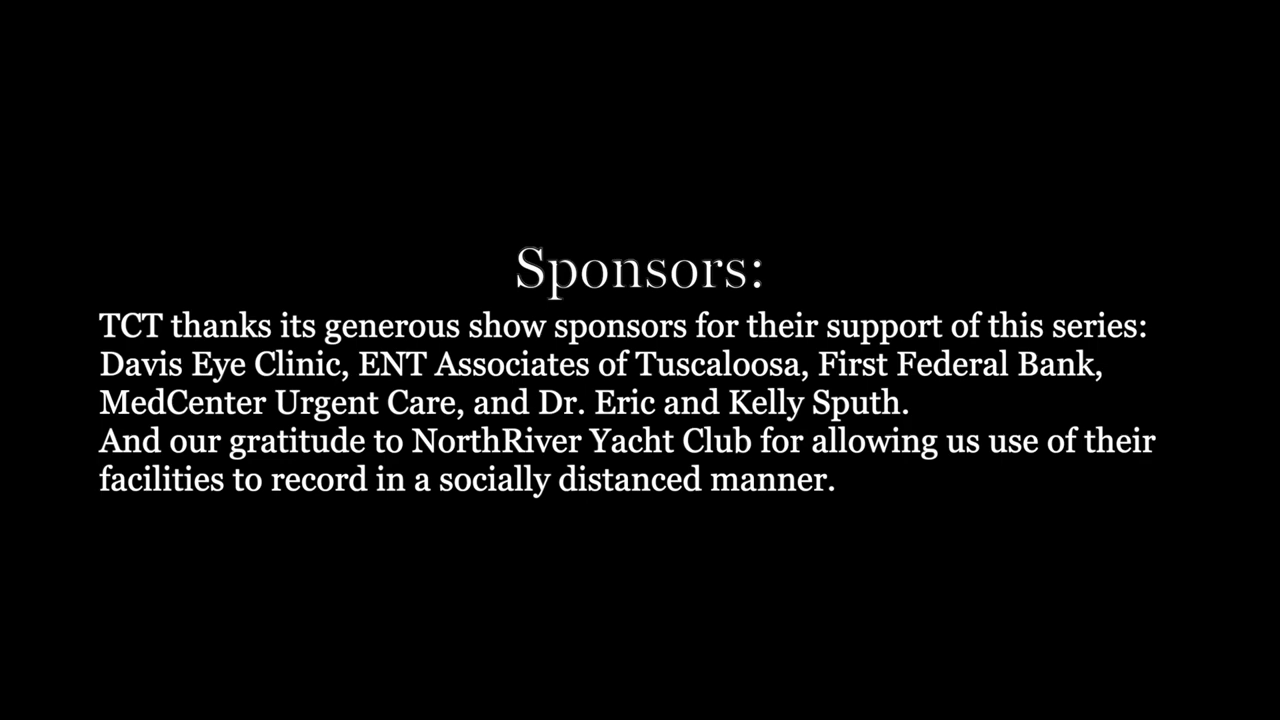 Sponsors:
TCT thanks its generous show sponsors for their support of this series:
Davis Eye Clinic, ENT Associates of Tuscaloosa, First Federal Bank,
MedCenter Urgent Care, and Dr. Eric and Kelly Sputh.
And our gratitude to NorthRiver Yacht Club for allowing us use of their
facilities to record in a socially distanced manner.